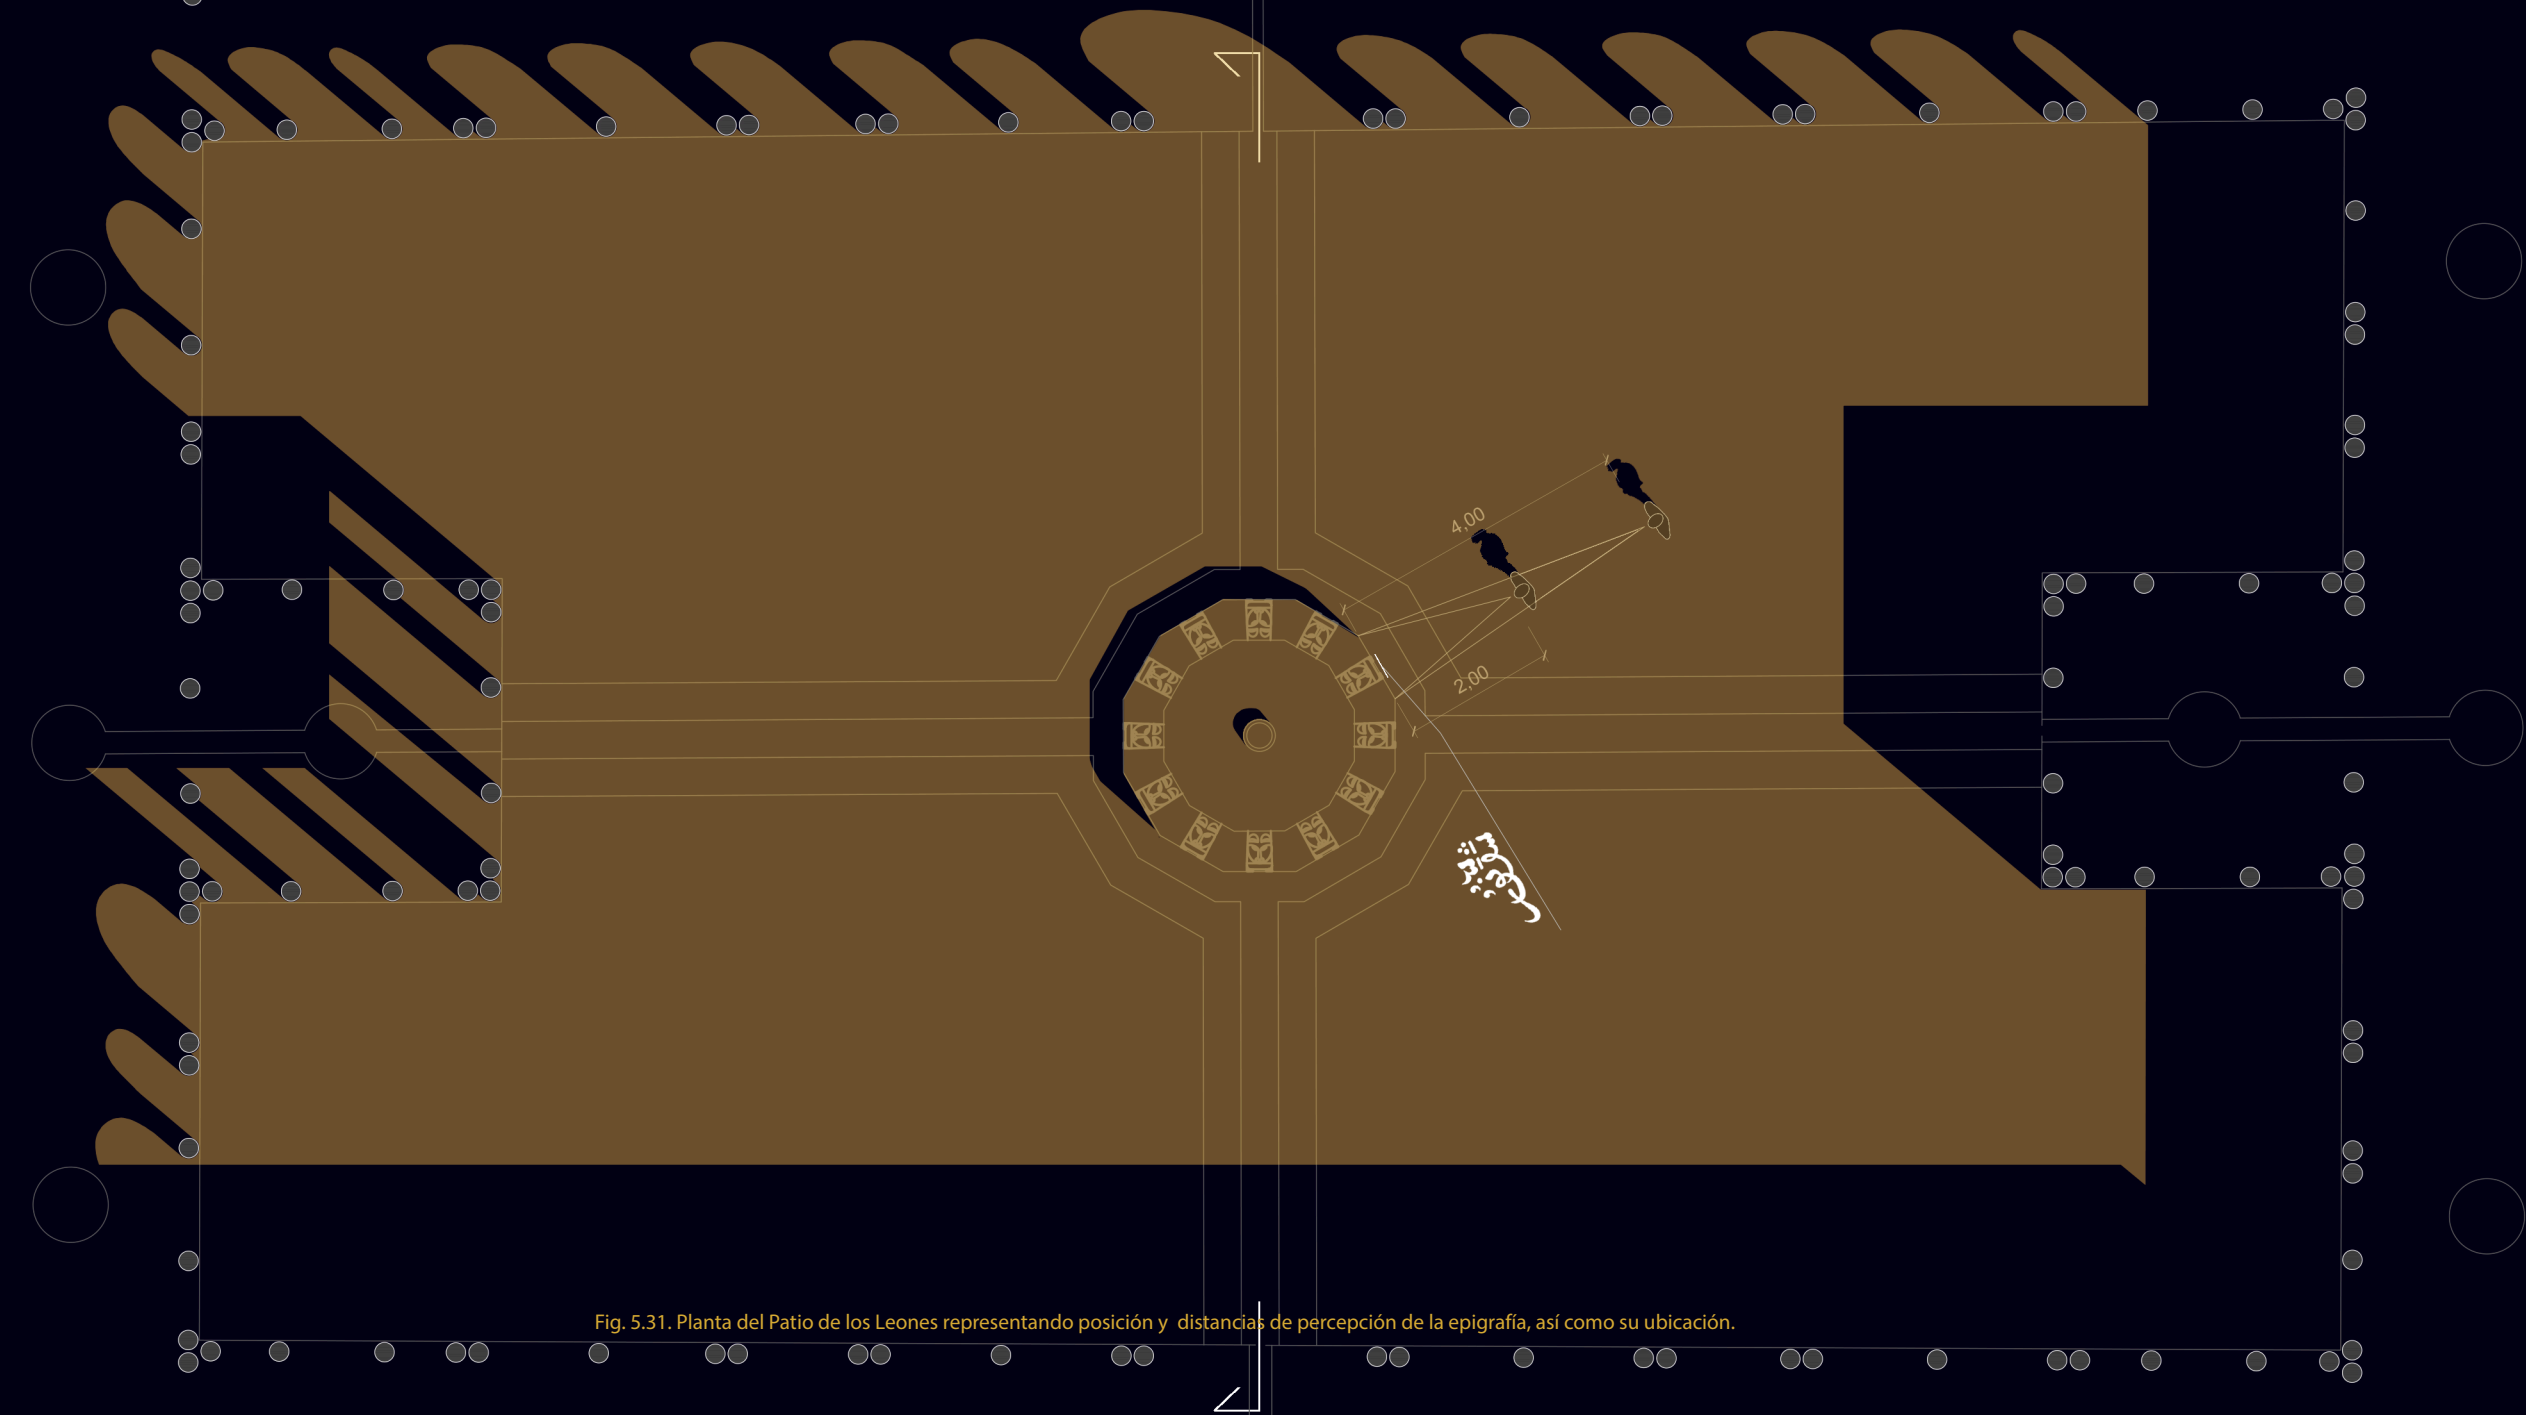 4,00
2,00
Fig. 5.31. Planta del Patio de los Leones representando posición y  distancias de percepción de la epigrafía, así como su ubicación.